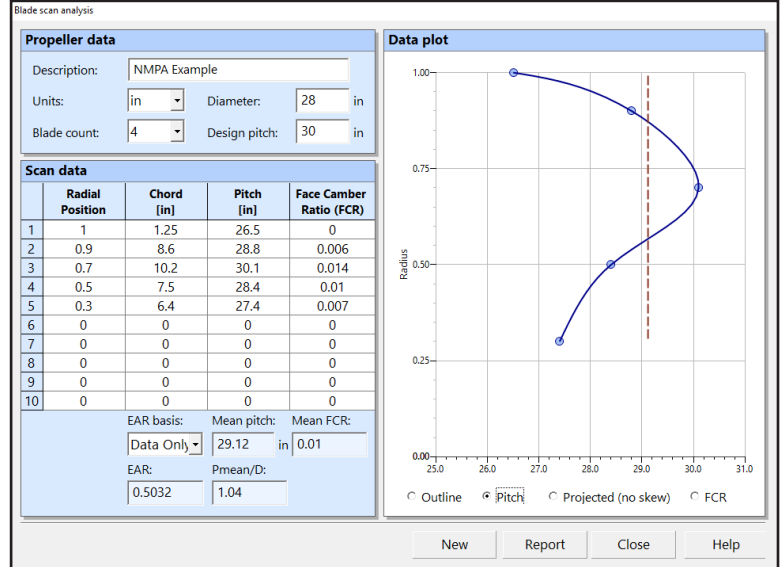 Blade scan analysis
Propeller data
Description: NMPA Example
Units: in Diameter: 28 in
Blade count: 4 Design pitch: 30 in
Scan data
Radial Position Chord [in] Pitch [in] Face Camber Ratio (FCR)
1 1 1.25 26.5 0
2 0.9 8.6 28.8 0.006
3 0.7 10.2 30.1 0.014
4 0.5 7.5 28.4 0.01
5 0.3 6.4 27.4 0.007
6 0 0 0 0
7 0 0 0 0
8 0 0 0 0
9 0 0 0 0
10 0 0 0 0
EAR basis: Mean pitch: Mean FCR:
Data Only 29.12 in 0.01
EAR: Pmean/D:
0.5032 1.04
Data plot
1.00
0.75
0.50
0.25
0.00
Radius
25.0 26.0 27.0 28.0 29.0 30.0 31.0
Outline Pitch Projected (no skew) FCR
New Report Close Help